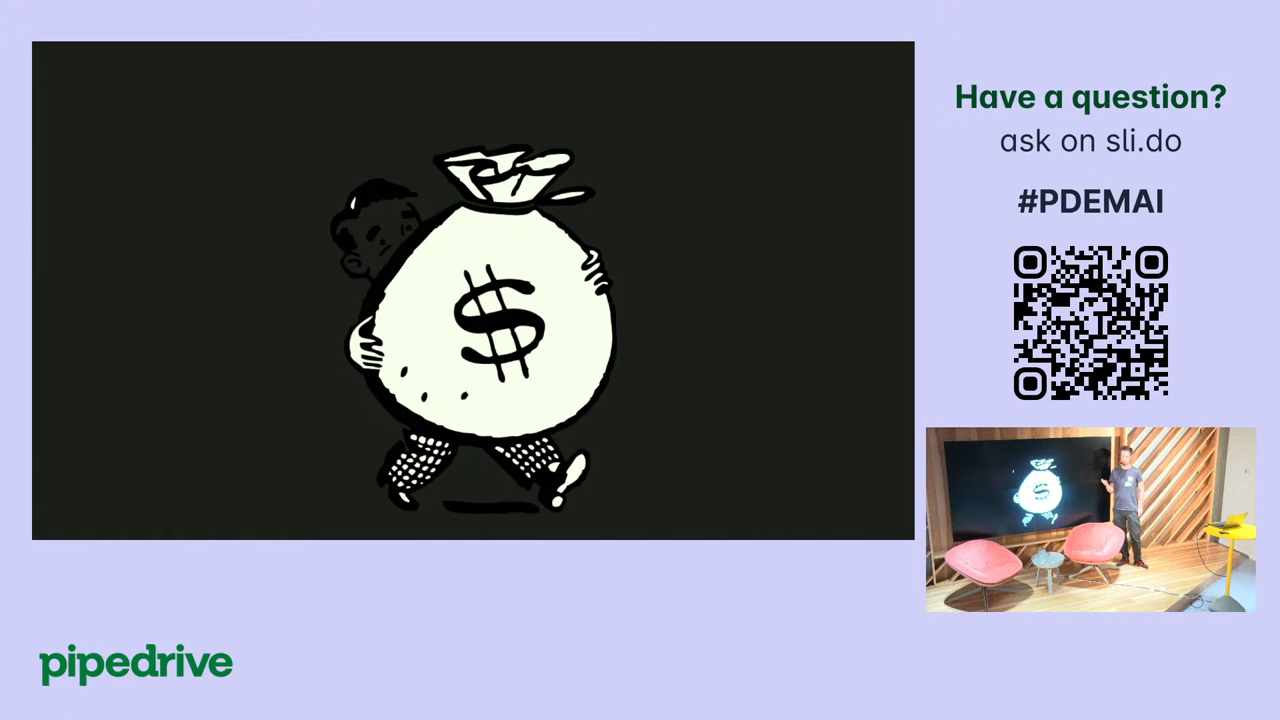 $
Have a question?
ask on sli.do
#PDEMAI
$
pipedrive